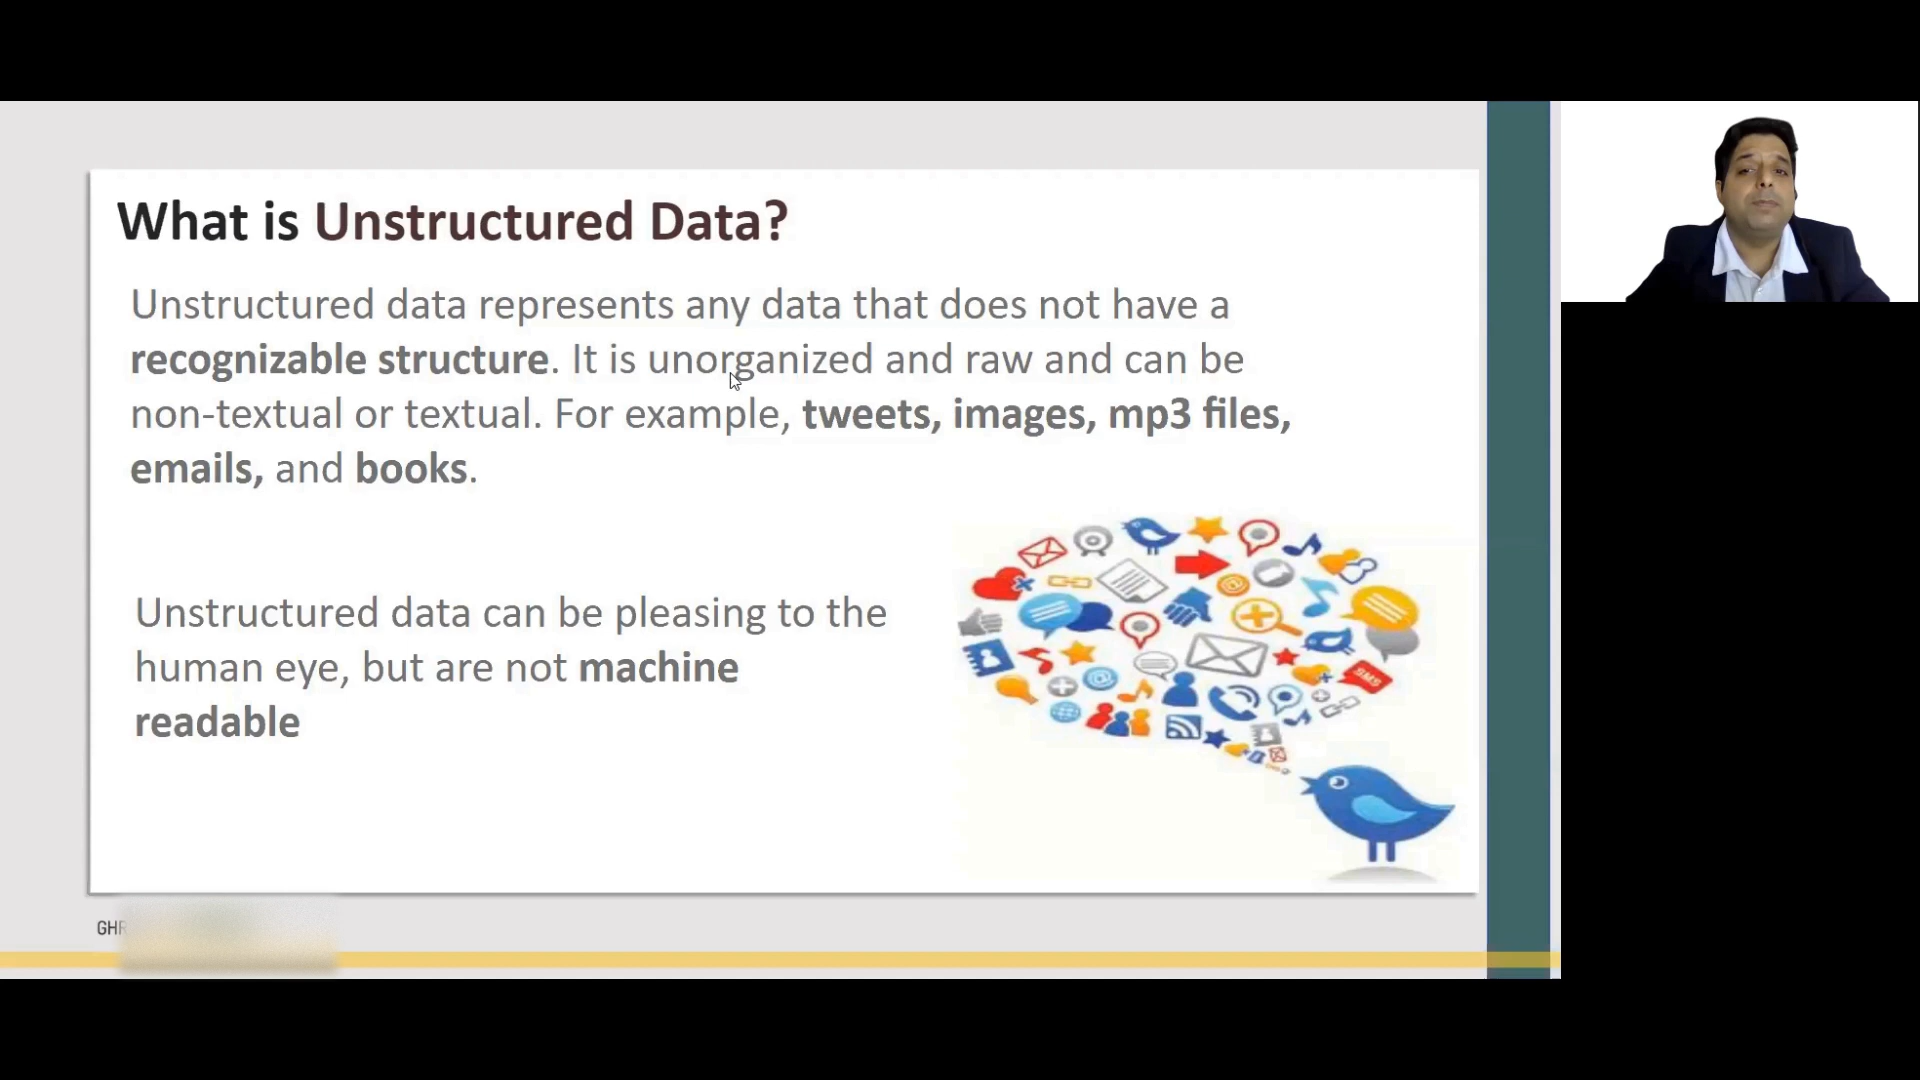 What is Unstructured Data?
Unstructured data represents any data that does not have a
recognizable structure. It is unorganized and raw and can be
non-textual or textual. For example, tweets, images, mp3 files,
emails, and books.
Unstructured data can be pleasing to the
human eye, but are not machine
readable
SMS